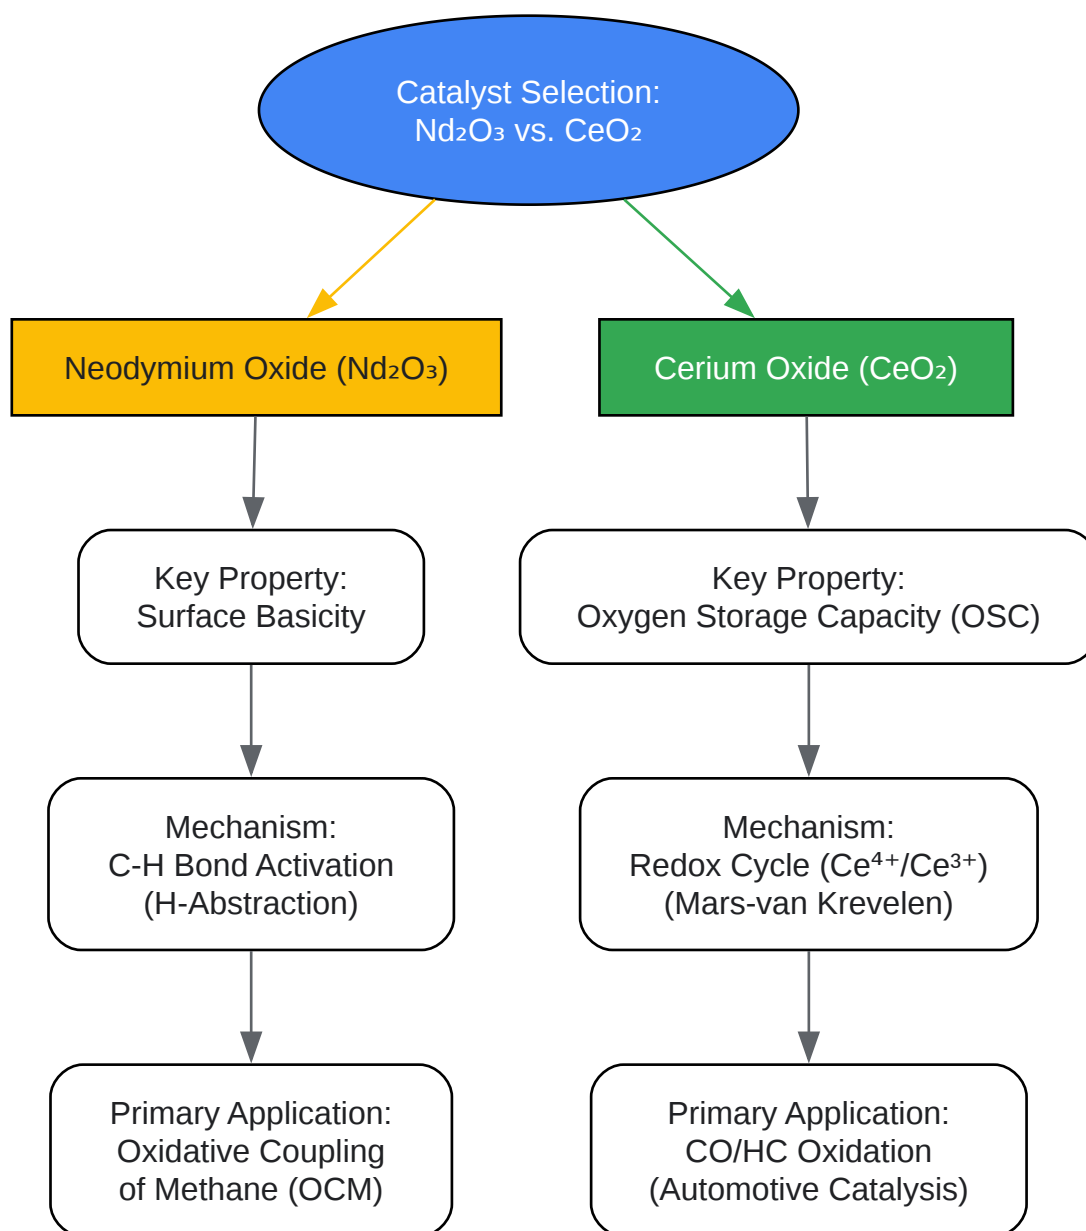 Catalyst Selection:
Nd₂O₃ vs. CeO₂
Neodymium Oxide (Nd₂O₃)
Cerium Oxide (CeO₂)
Key Property:
Surface Basicity
Key Property:
Oxygen Storage Capacity (OSC)
Mechanism:
C-H Bond Activation
(H-Abstraction)
Mechanism:
Redox Cycle (Ce⁴⁺/Ce³⁺)
(Mars-van Krevelen)
Primary Application:
Oxidative Coupling
of Methane (OCM)
Primary Application:
CO/HC Oxidation
(Automotive Catalysis)